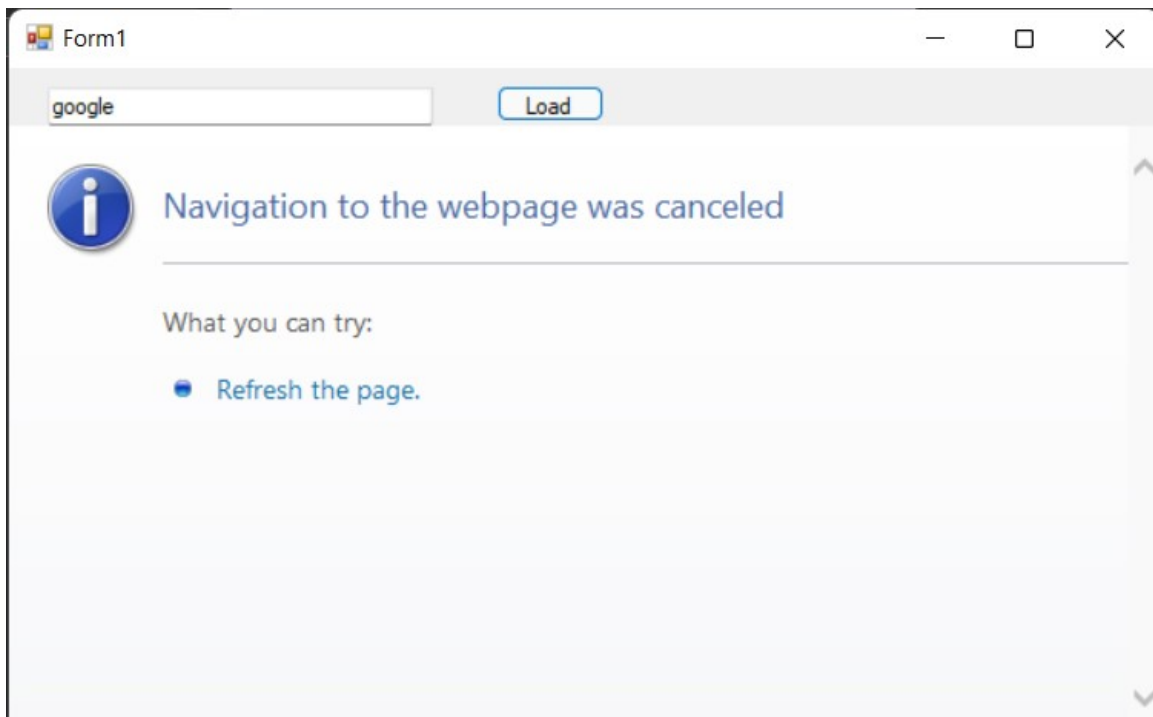 Form1
google
Load
Navigation to the webpage was canceled
What you can try:
Refresh the page.